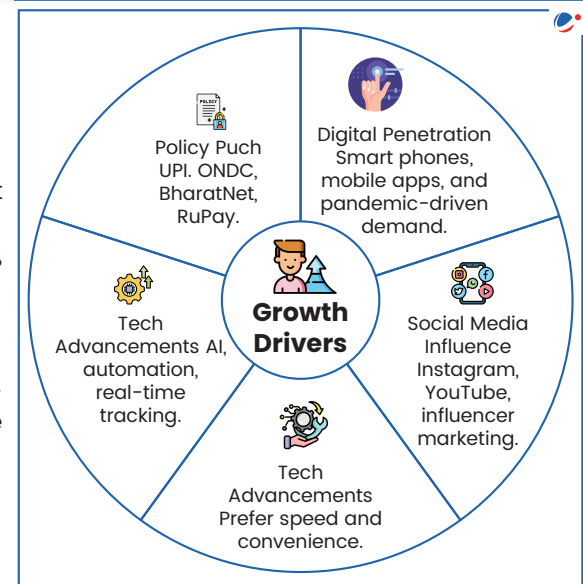 POLICY
Policy Puch
UPI. ONDC,
BharatNet,
RuPay.
Digital Penetration
Smart phones,
mobile apps, and
pandemic-driven
demand.
Growth
Drivers
Tech
Advancements AI,
automation,
real-time
tracking.
Social Media
Influence
Instagram,
YouTube,
influencer
marketing.
Tech
Advancements
Prefer speed and
convenience.